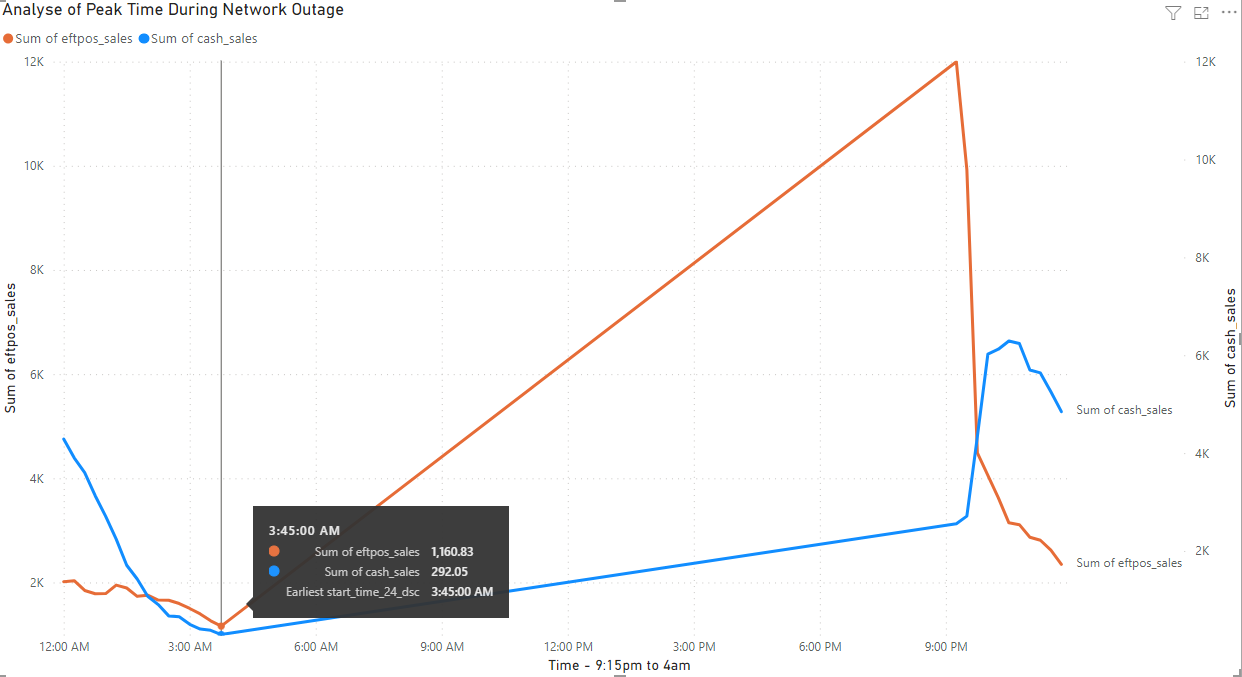 Analyse of Peak Time During Network Outage
Sum of eftpos_sales Sum of cash_sales
12K
10K
8K
6K
4K
2K
Sum of eftpos_sales
12K
10K
8K
6K
4K
2K
Sum of cash_sales
Sum of cash_sales
Sum of eftpos_sales
3:45:00 AM
Sum of eftpos_sales 1,160.83
Sum of cash_sales 292.05
Earliest start_time_24_dsc 3:45:00 AM
12:00 AM 3:00 AM 6:00 AM 9:00 AM 12:00 PM 3:00 PM 6:00 PM 9:00 PM
Time - 9:15pm to 4am